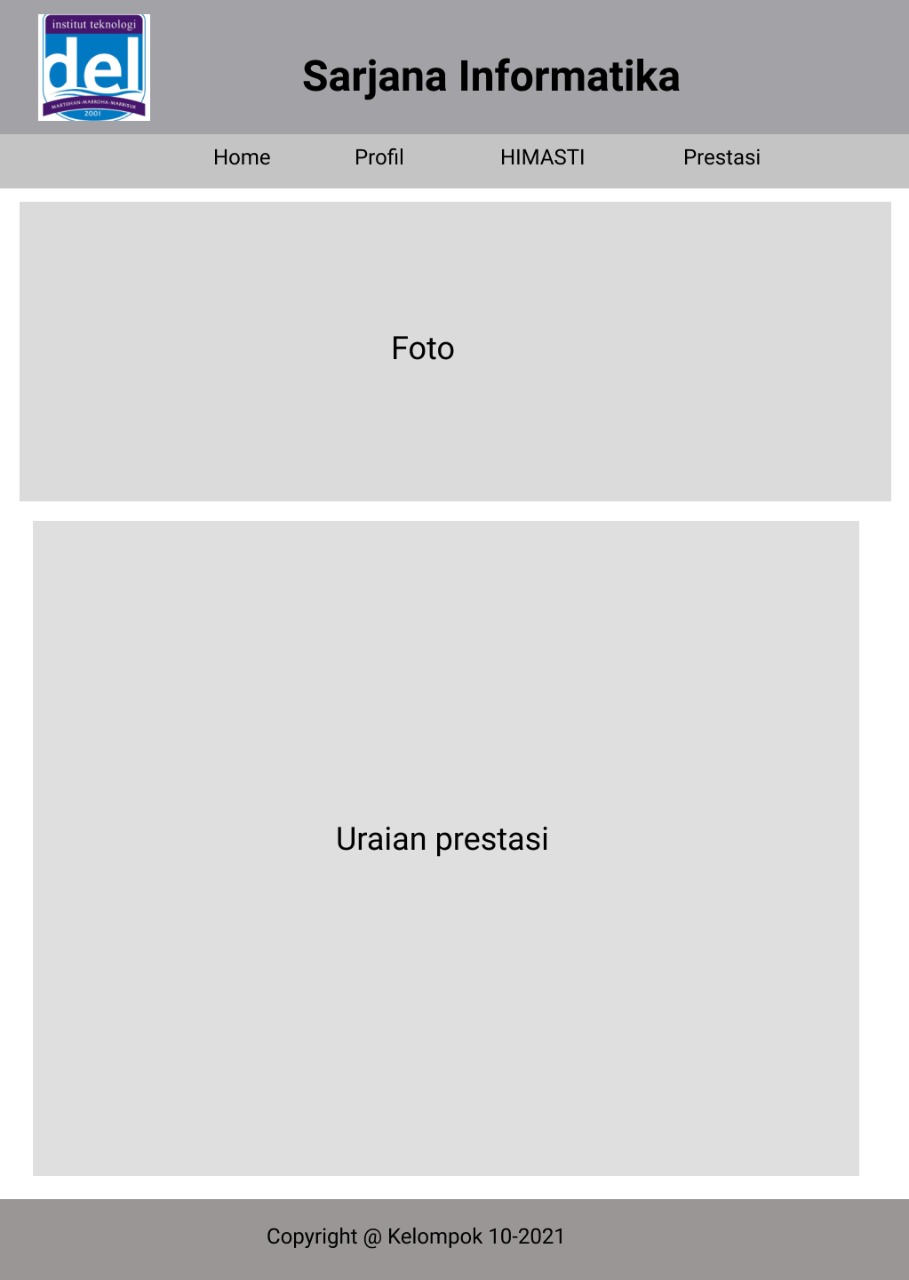 institut teknologi
del
MARTUHAN-MARROHA-MARBISUK
2001
Sarjana Informatika
Home Profil HIMASTI Prestasi
Foto
Uraian prestasi
Copyright @ Kelompok 10-2021